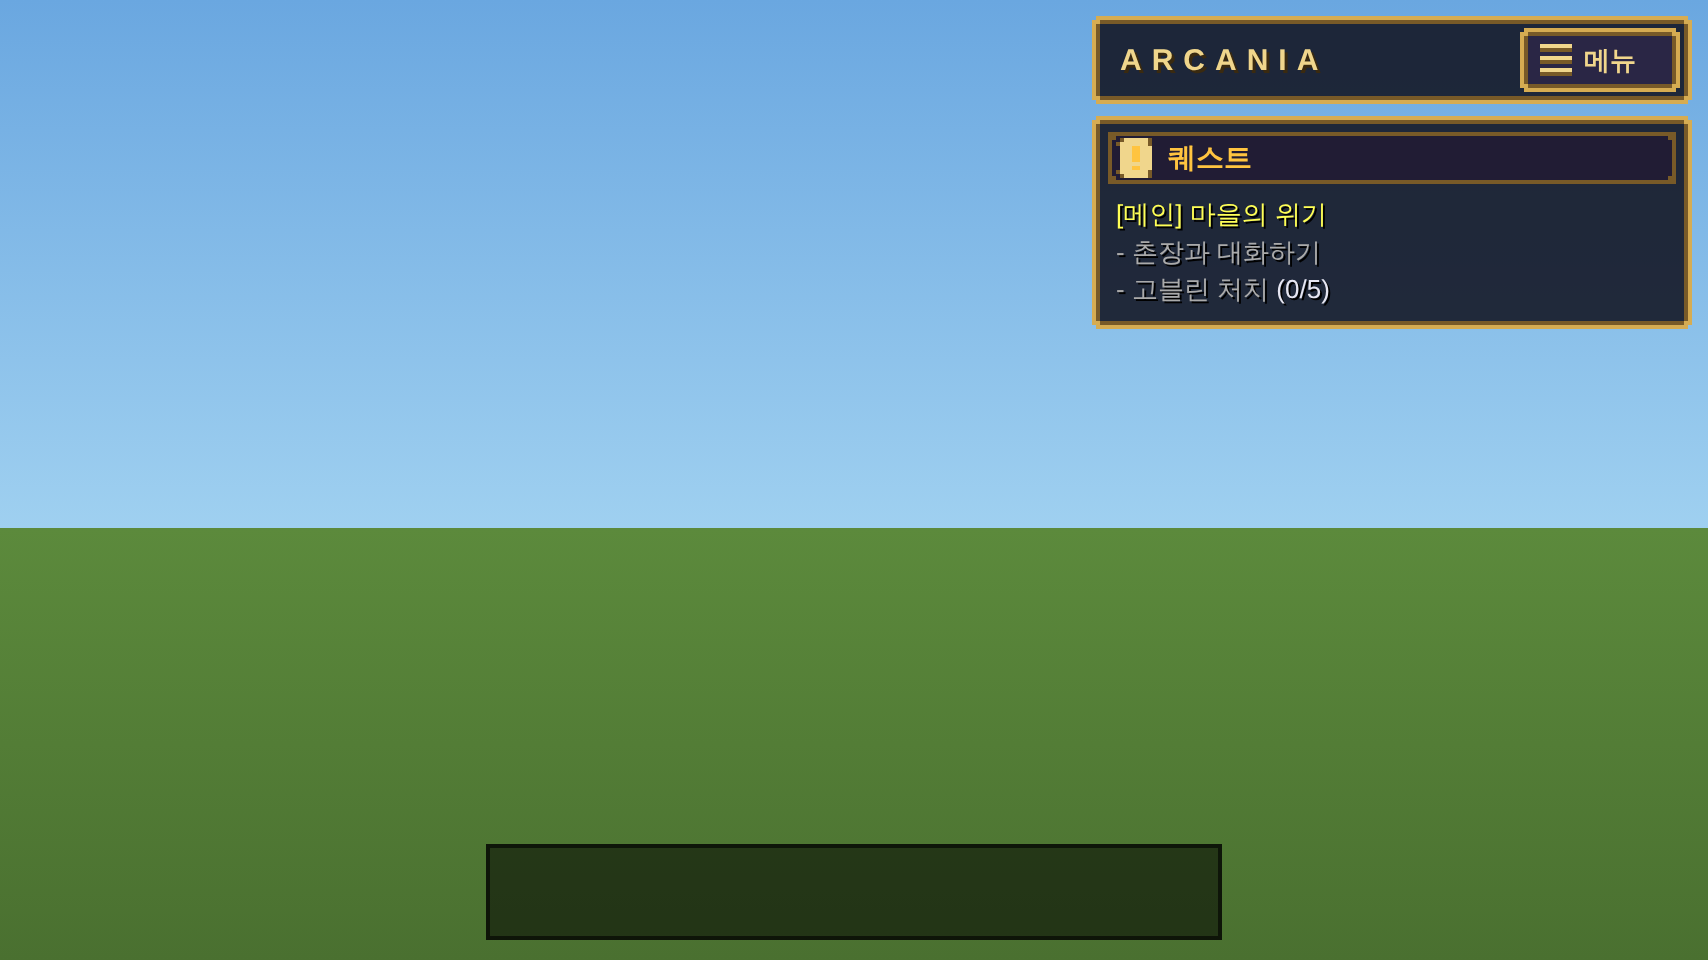 ARCANIA
메뉴
! 퀘스트
[메인] 마을의 위기
- 촌장과 대화하기
- 고블린 처치 (0/5)